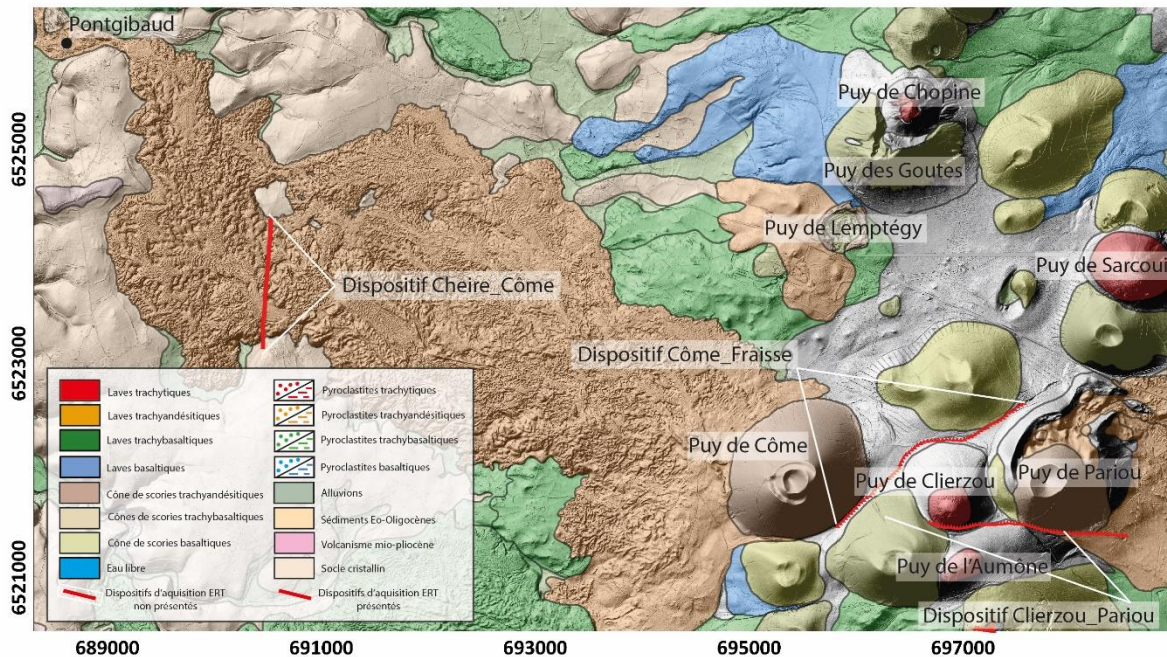 Pontgibaud
Puy de Chopine
Puy des Goutes
Puy de Lemptégy
Puy de Sarcoui
Dispositif Cheire_Côme
Dispositif Côme_Fraisse
Puy de Côme
Puy de Clierzou
Puy de Pariou
Puy de l'Aumône
Dispositif Clierzou_Pariou
6525000
6523000
6521000
Laves trachytiques
Laves trachyandésitiques
Laves trachybasaltiques
Laves basaltiques
Cône de scories trachyandésitiques
Cônes de scories trachybasaltiques
Cône de scories basaltiques
Eau libre
Dispositifs d'aquisition ERT
non présentés
Pyroclastites trachytiques
Pyroclastites trachyandésitiques
Pyroclastites trachybasaltiques
Pyroclastites basaltiques
Alluvions
Sédiments Eo-Oligocènes
Volcanisme mio-pliocène
Socle cristallin
Dispositifs d'aquisition ERT
présentés
689000
691000
693000
695000
697000